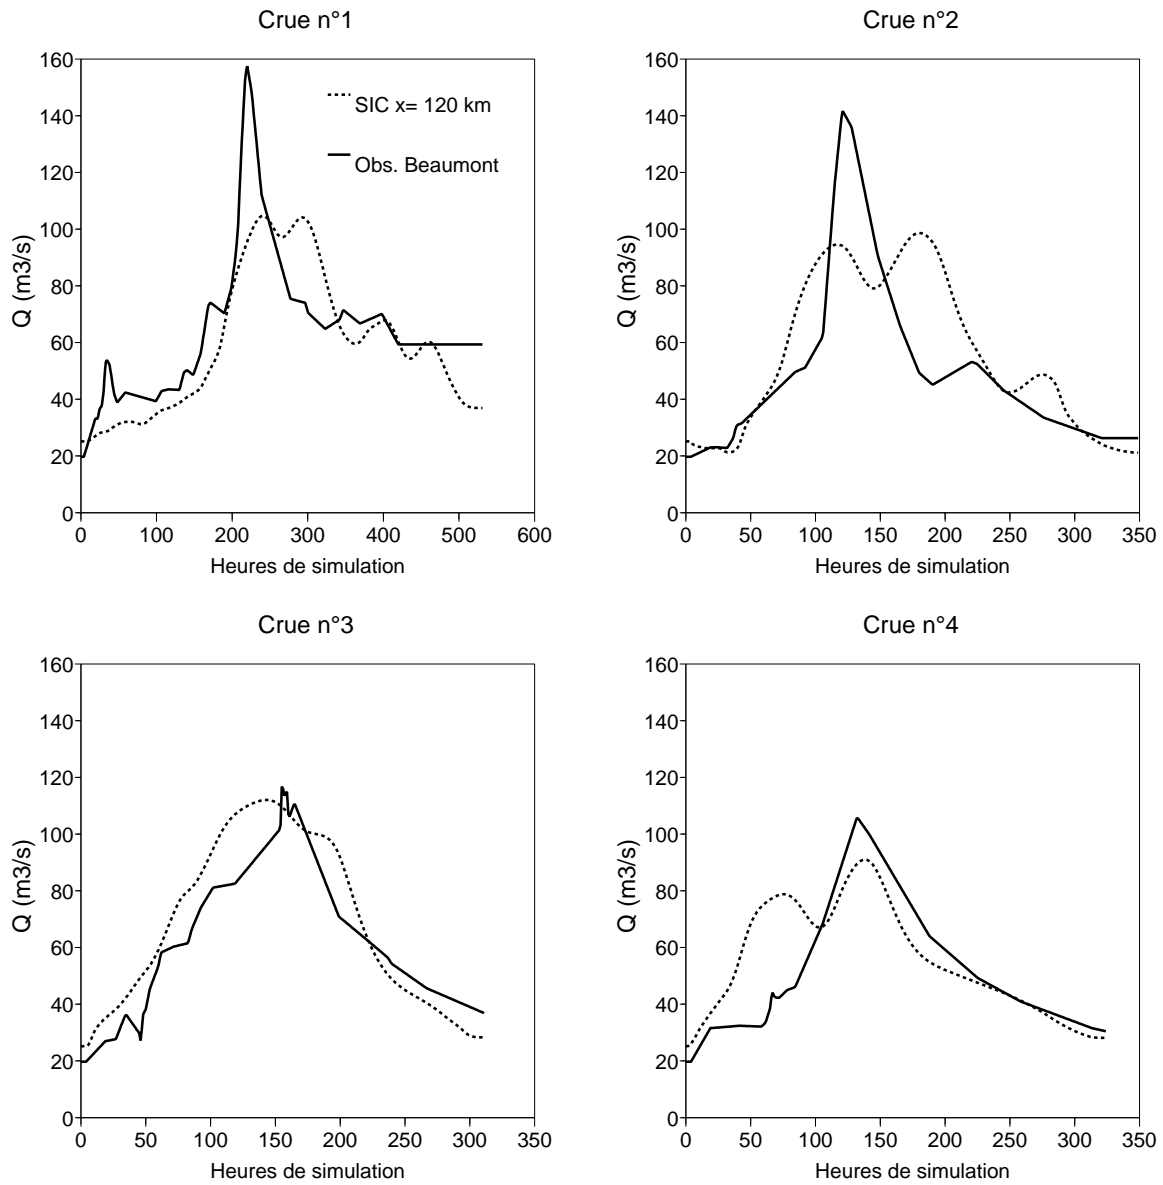 Crue n°1
160
140
120
100
80
60
40
20
0
Q (m3/s)
SIC x= 120 km
Obs. Beaumont
0 100 200 300 400 500 600
Heures de simulation
Crue n°2
160
140
120
100
80
60
40
20
0
Q (m3/s)
0 50 100 150 200 250 300 350
Heures de simulation
Crue n°3
160
140
120
100
80
60
40
20
0
Q (m3/s)
0 50 100 150 200 250 300 350
Heures de simulation
Crue n°4
160
140
120
100
80
60
40
20
0
Q (m3/s)
0 50 100 150 200 250 300 350
Heures de simulation